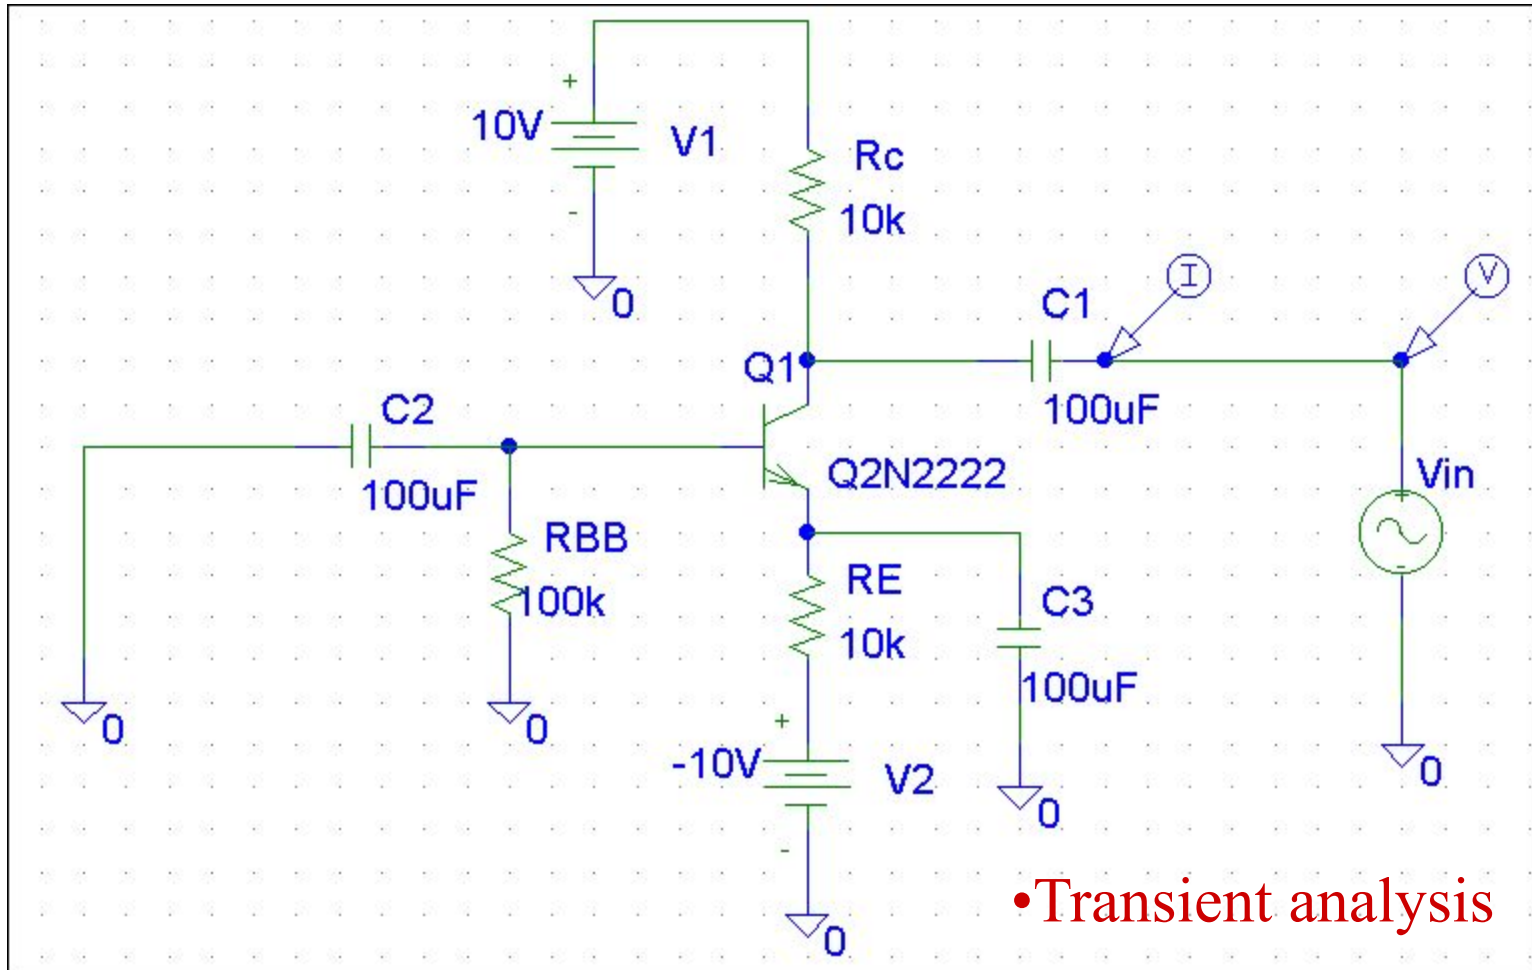 +
10V
V1
-
0
Rc
10k
I
V
C1
Q1
100uF
C2
100uF
Q2N2222
Vin
+
-
RBB
100k
RE
10k
C3
100uF
0
0
+
-10V
V2
-
0
0
0
•Transient analysis